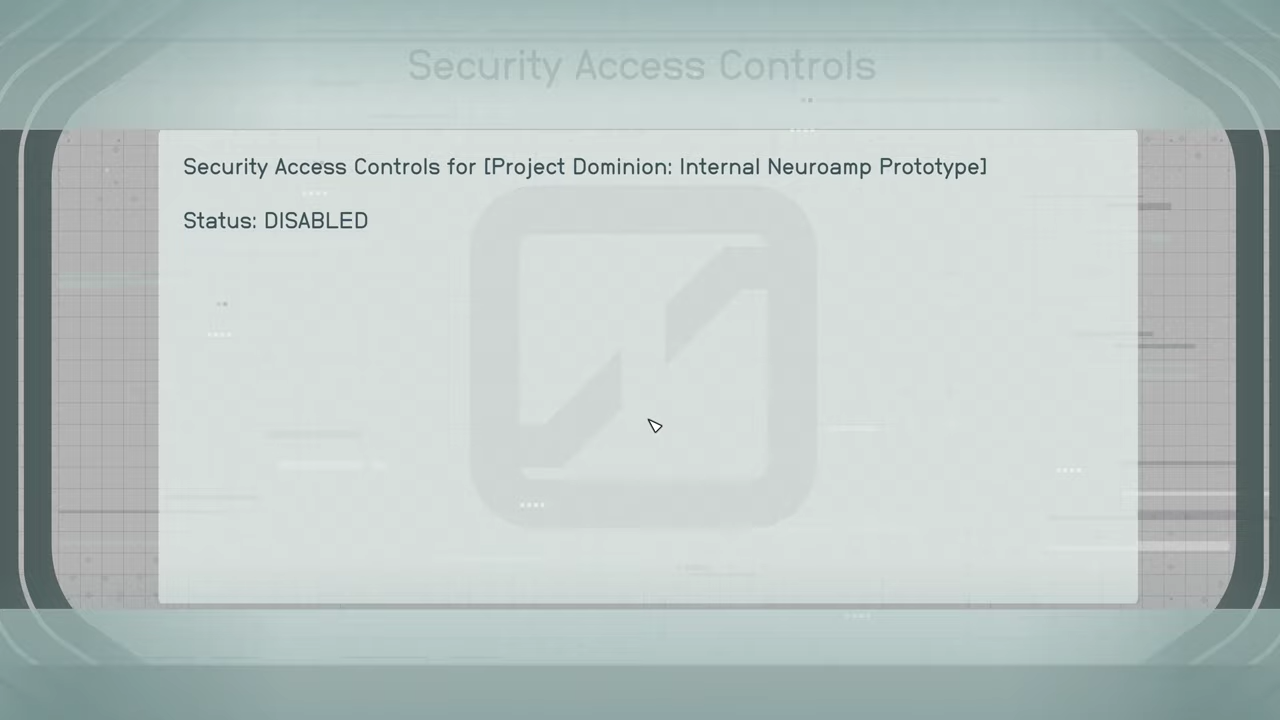 Security Access Controls
Security Access Controls for [Project Dominion: Internal Neuroamp Prototype]
Status: DISABLED